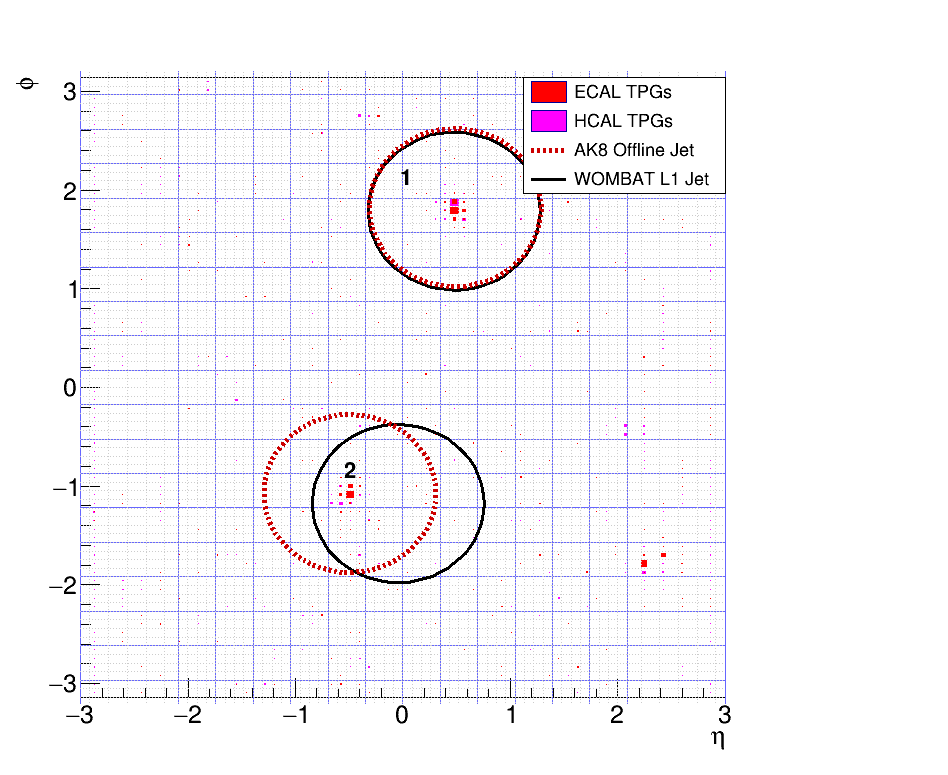 φ
3
2
1
0
−1
−2
−3
ECAL TPGs
HCAL TPGs
AK8 Offline Jet
WOMBAT L1 Jet
1
2
−3 −2 −1 0 1 2 3
η